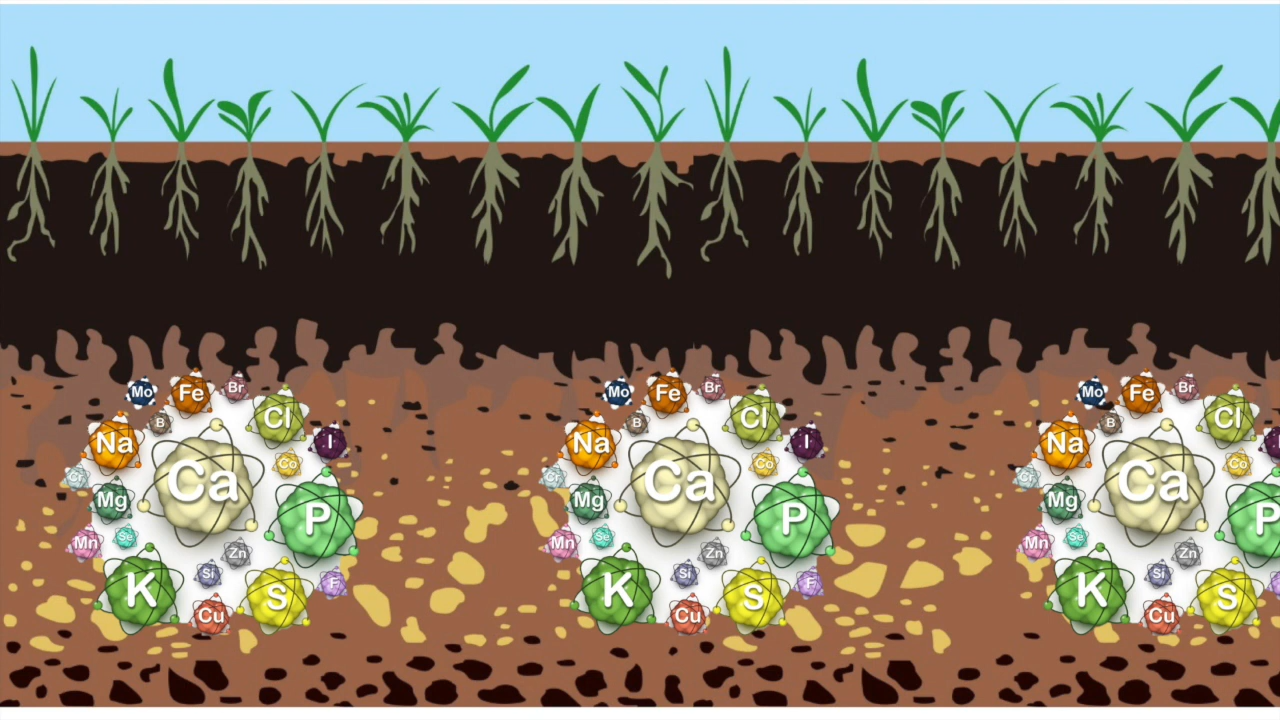 Mo Fe Br
B Cl
Na I
Ca Co
Cr
Mg P
Mn Se Zn
K Si S F
Cu
Mo Fe Br
B Cl
Na I
Ca Co
Cr
Mg P
Mn Se Zn
K Si S F
Cu
Mo Fe Br
B Cl
Na
Ca Co
Cr
Mg P
Mn Se Zn
K Si S
Cu